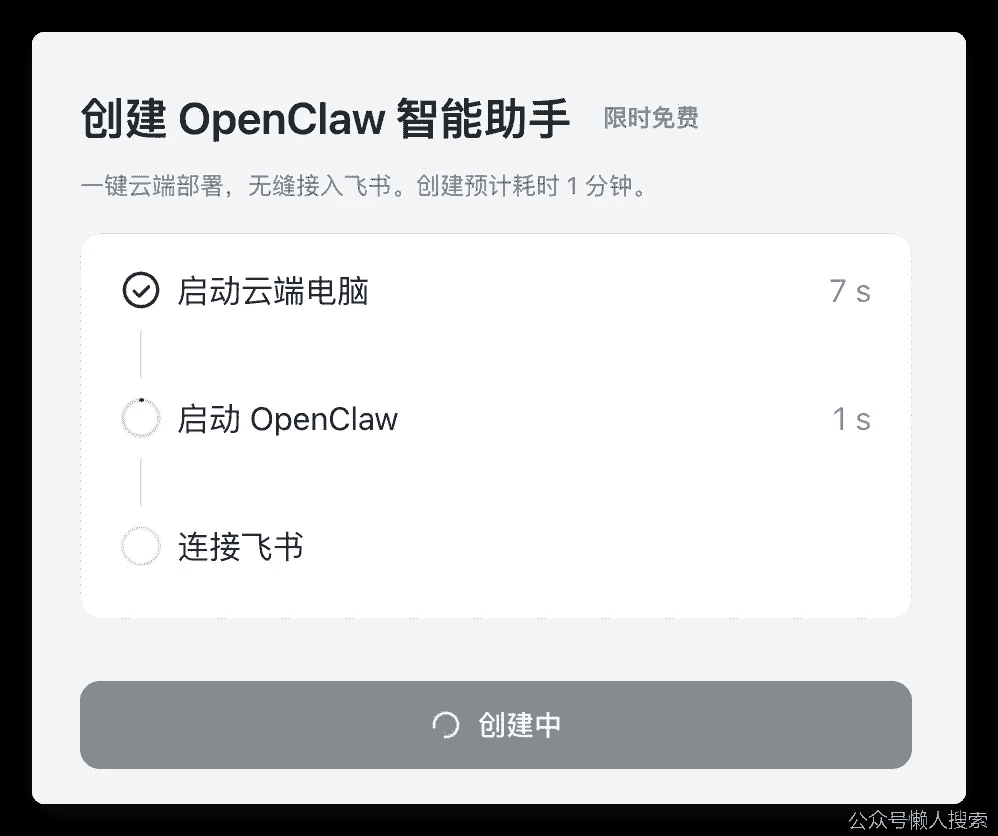 创建 OpenClaw 智能助手 限时免费
一键云端部署，无缝接入飞书。创建预计耗时 1 分钟。
启动云端电脑 7 s
启动 OpenClaw 1 s
连接飞书
创建中
公众号懒人搜索